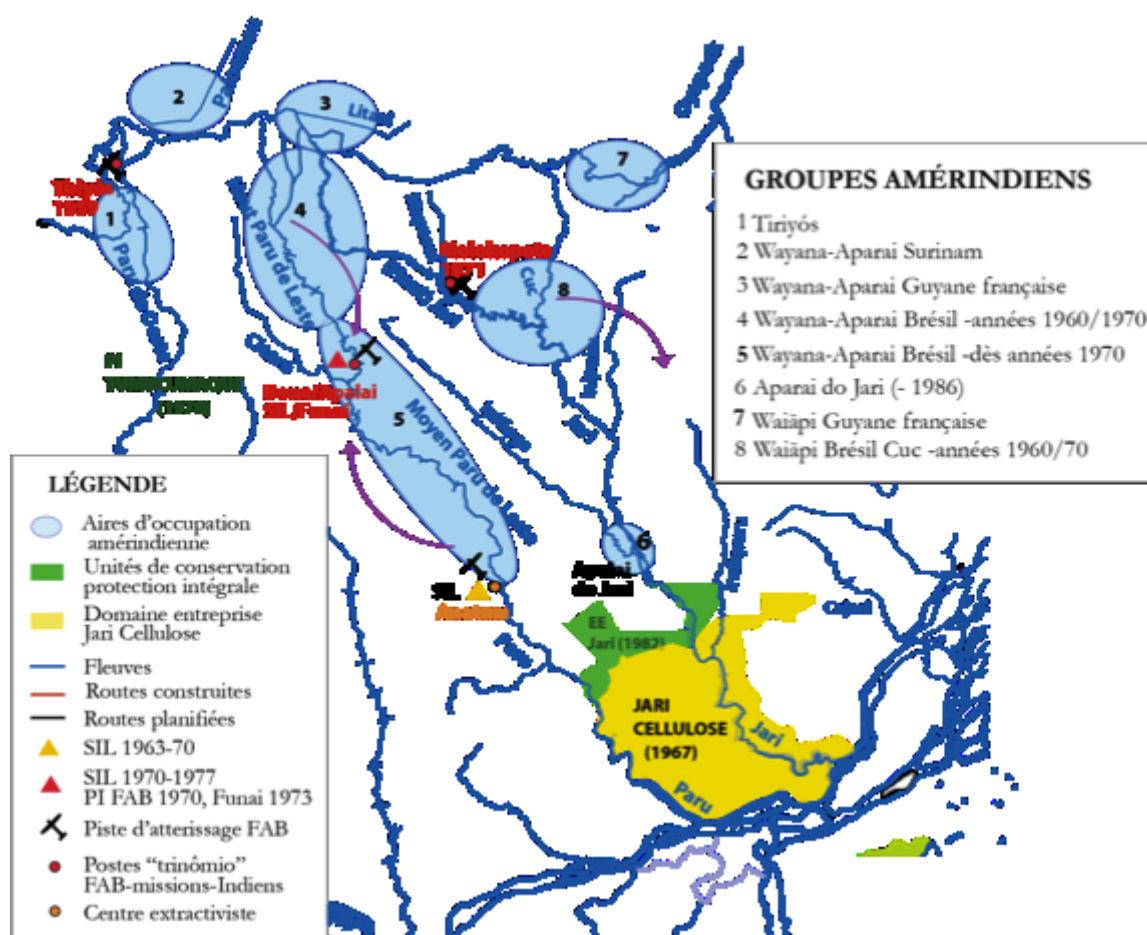 2
3
Lita
7
1
4
8
Cuc
5
6
Paru de Leste
Moyen Paru de Leste
SIL/Funai
SIL
do Jari
EE
Jari (1982)
JARI
CELLULOSE
(1967)
Jari
Paru
GROUPES AMÉRINDIENS
1 Tiriyós
2 Wayana-Aparai Surinam
3 Wayana-Aparai Guyane française
4 Wayana-Aparai Brésil -années 1960/1970
5 Wayana-Aparai Brésil -dès années 1970
6 Aparai do Jari (- 1986)
7 Waiãpi Guyane française
8 Waiãpi Brésil Cuc -années 1960/70
LÉGENDE
Aires d'occupation
amérindienne
Unités de conservation
protection intégrale
Domaine entreprise
Jari Cellulose
Fleuves
Routes construites
Routes planifiées
SIL 1963-70
SIL 1970-1977
PI FAB 1970, Funai 1973
Piste d'atterissage FAB
Postes "trinômio"
FAB-missions-Indiens
Centre extractiviste